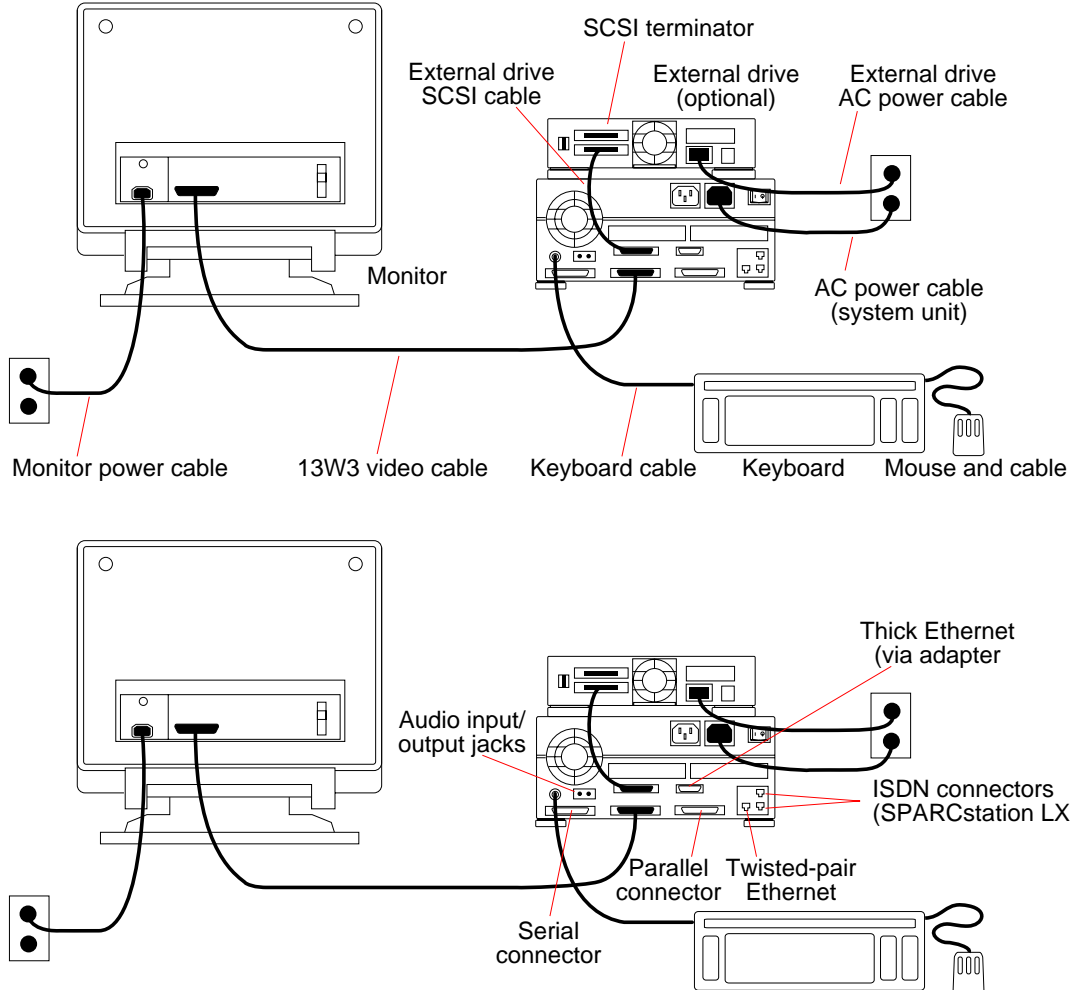 SCSI terminator
External drive
SCSI cable
External drive
(optional)
External drive
AC power cable
Monitor
AC power cable
(system unit)
Monitor power cable
13W3 video cable
Keyboard cable
Keyboard
Mouse and cable
Thick Ethernet
(via adapter
Audio input/
output jacks
ISDN connectors
(SPARCstation LX
Parallel
connector
Twisted-pair
Ethernet
Serial
connector